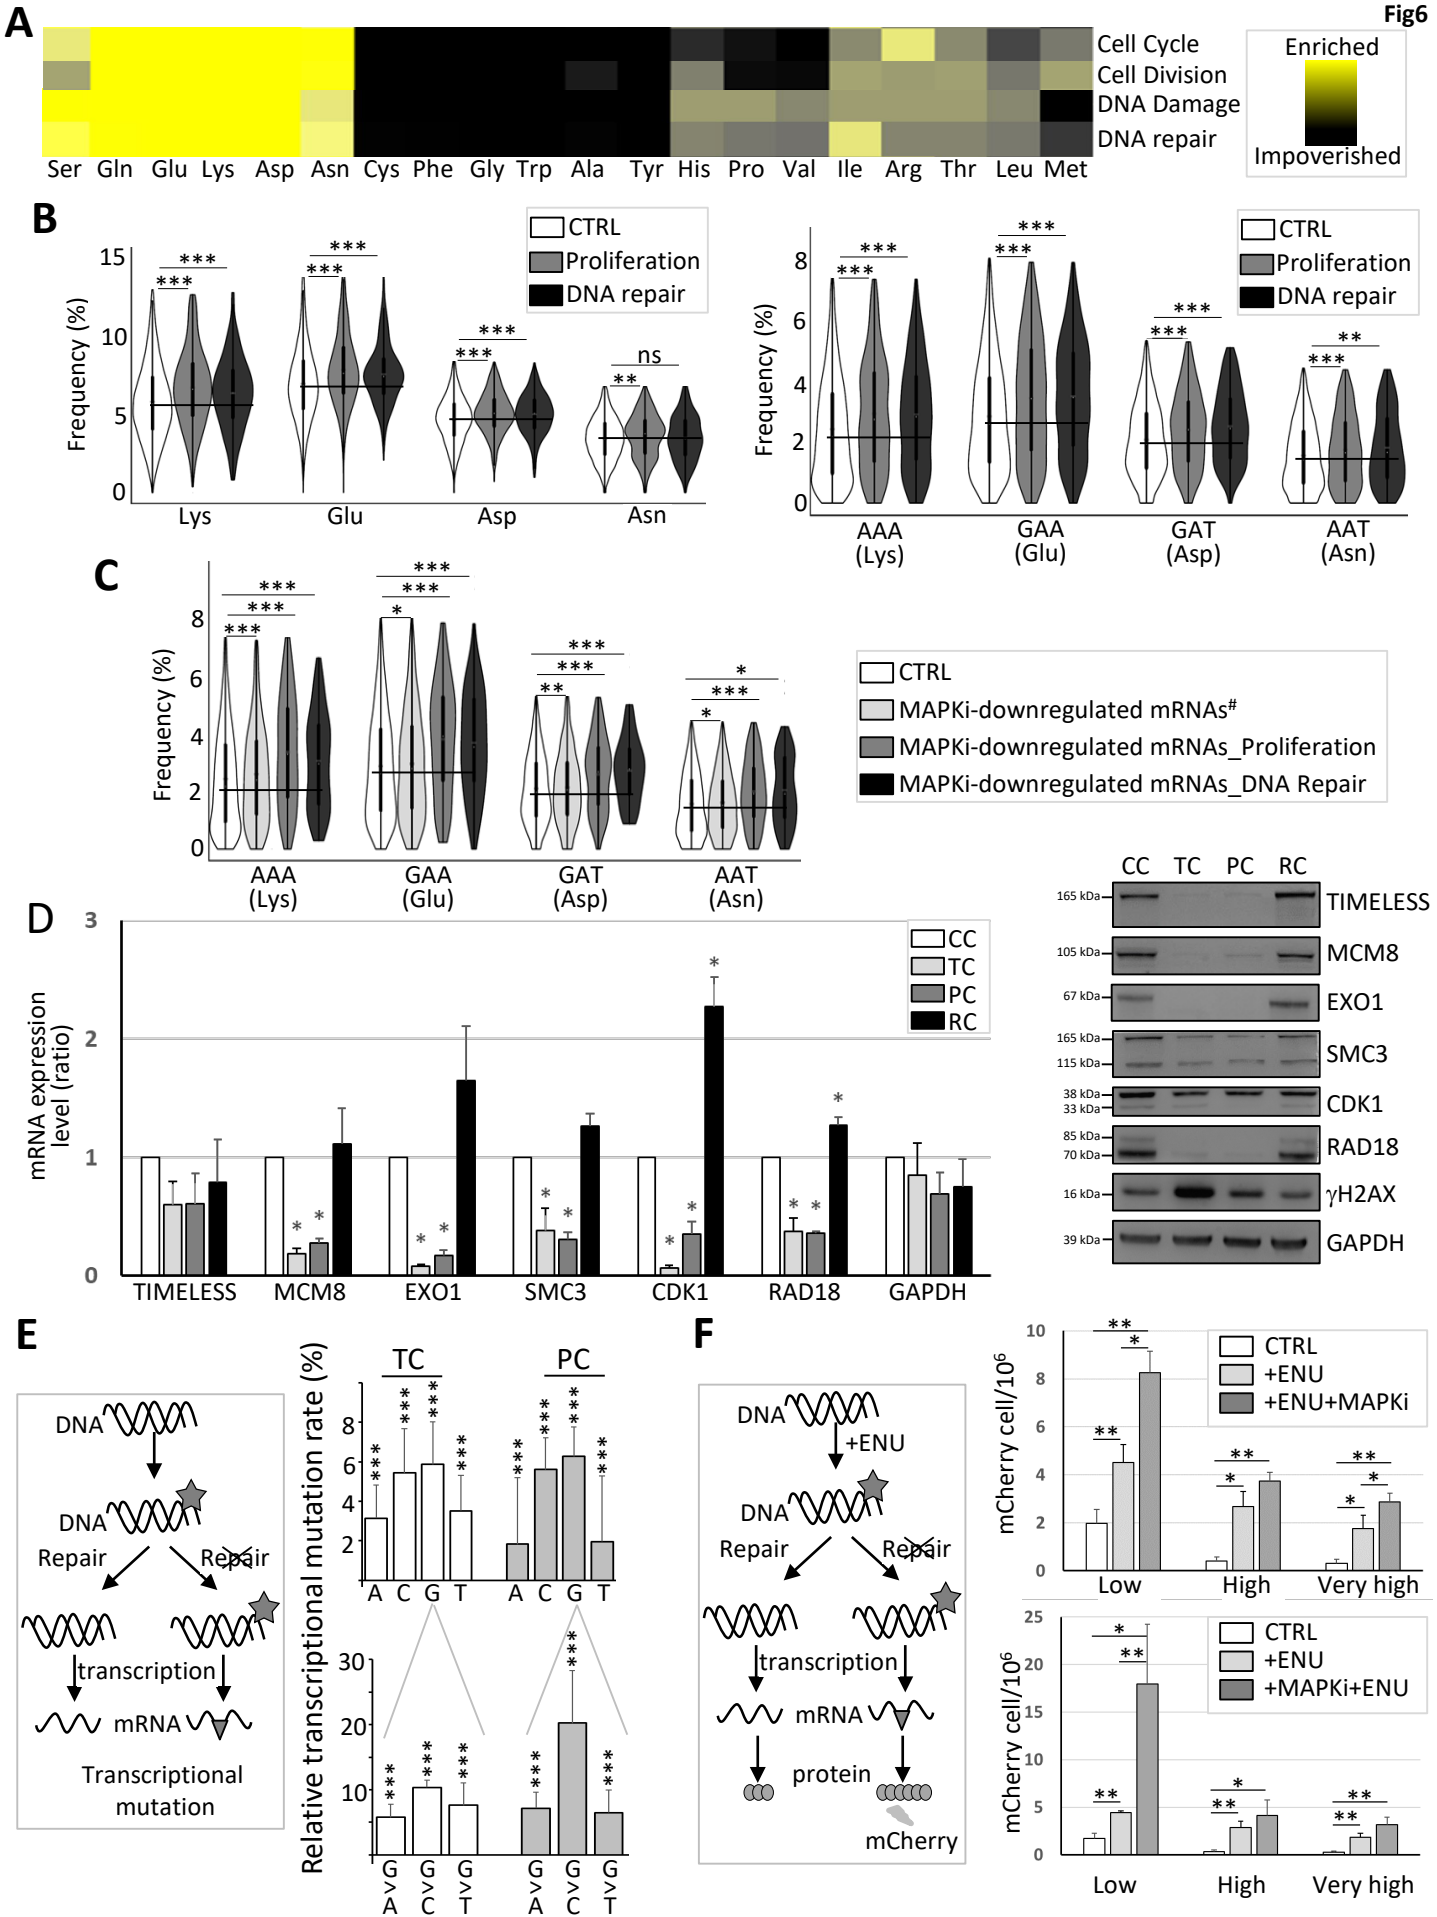 Fig6
A
Cell Cycle
Cell Division
DNA Damage
DNA repair
Ser Gln Glu Lys Asp Asn Cys Phe Gly Trp Ala Tyr His Pro Val Ile Arg Thr Leu Met
Enriched
Impoverished
B
Frequency (%)
15
10
5
0
*** *** *** *** *** *** ** ns
Lys Glu Asp Asn
CTRL
Proliferation
DNA repair
Frequency (%)
8
6
4
2
0
*** *** *** *** *** *** *** **
AAA GAA GAT AAT
(Lys) (Glu) (Asp) (Asn)
CTRL
Proliferation
DNA repair
C
Frequency (%)
8
6
4
2
0
*** *** *** * *** *** ** *** *** * *** *
AAA GAA GAT AAT
(Lys) (Glu) (Asp) (Asn)
CTRL
MAPKi-downregulated mRNAs#
MAPKi-downregulated mRNAs_Proliferation
MAPKi-downregulated mRNAs_DNA Repair
D
mRNA expression
level (ratio)
3
2
1
0
* * * * * * * * * * * *
TIMELESS MCM8 EXO1 SMC3 CDK1 RAD18 GAPDH
CC
TC
PC
RC
CC TC PC RC
165 kDa TIMELESS
105 kDa MCM8
67 kDa EXO1
165 kDa
115 kDa
SMC3
38 kDa
33 kDa
CDK1
85 kDa
70 kDa
RAD18
16 kDa γH2AX
39 kDa GAPDH
E
DNA
DNA
Repair Repair
transcription
mRNA
Transcriptional
mutation
Relative transcriptional mutation rate (%)
TC PC
8
6
4
2
*** *** *** *** *** *** *** ***
A C G T A C G T
30
20
10
*** *** *** *** *** ***
G>A G>C G>T G>A G>C G>T
F
DNA
+ENU
DNA
Repair Repair
transcription
mRNA
protein
mCherry
mCherry cell/10⁶
10
8
6
4
2
0
** ** * * ** * * **
Low High Very high
CTRL
+ENU
+ENU+MAPKi
mCherry cell/10⁶
25
20
15
10
5
0
** ** * ** * ** **
Low High Very high
CTRL
+ENU
+MAPKi+ENU